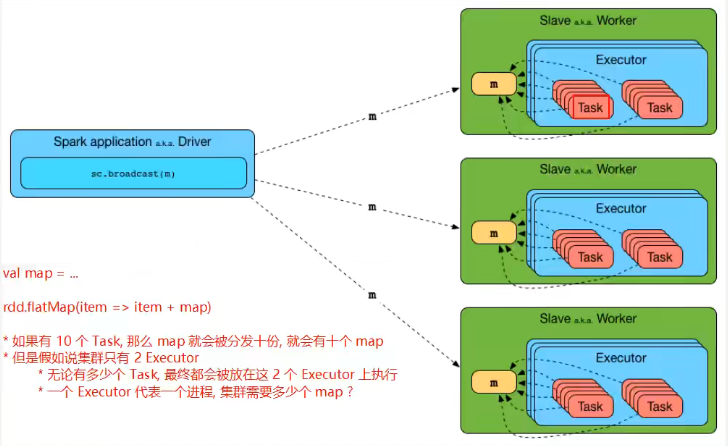 Spark application a.k.a. Driver
sc.broadcast(m)
m
m
m
Slave a.k.a. Worker
Executor
m
Task
Task
Slave a.k.a. Worker
Executor
m
Task
Task
Slave a.k.a. Worker
Executor
m
Task
Task
val map = ...
rdd.flatMap(item => item + map)
* 如果有 10 个 Task, 那么 map 就会被分发十份, 就会有十个 map
* 但是假如说集群只有 2 Executor
* 无论有多少个 Task, 最终都会被放在这 2 个 Executor 上执行
* 一个 Executor 代表一个进程, 集群需要多少个 map ?